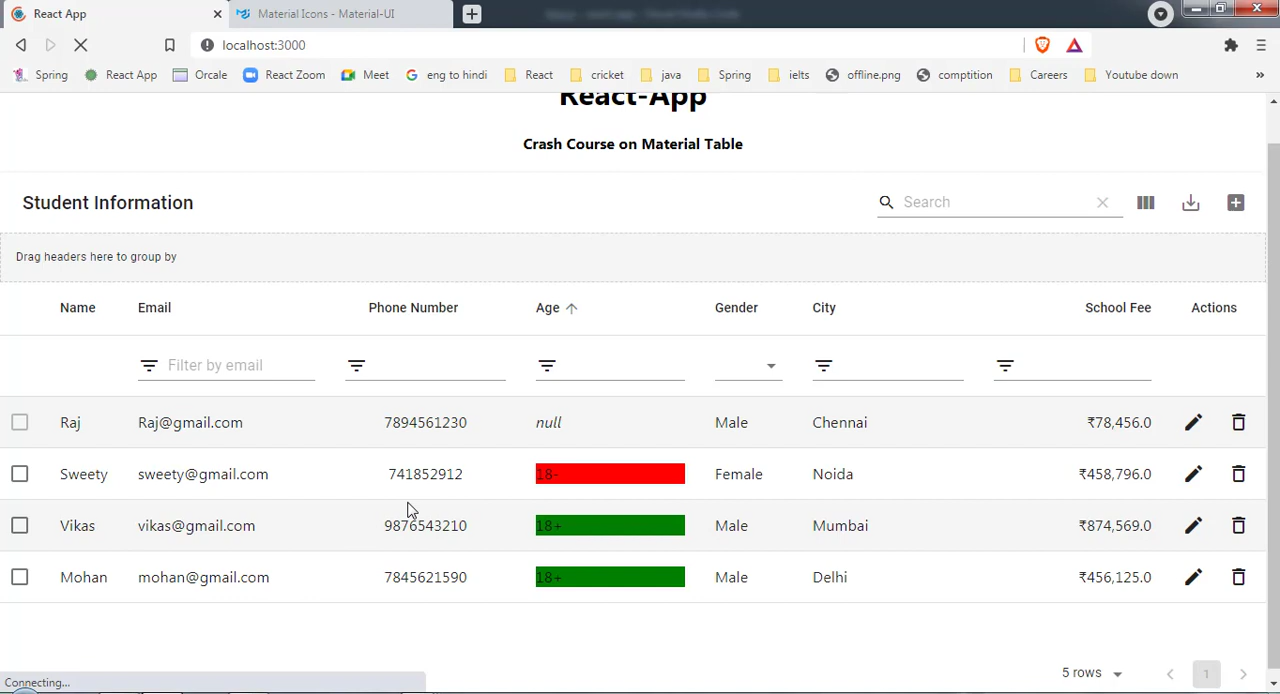 React App
Material Icons - Material-UI
localhost:3000
Spring React App Orcale React Zoom Meet eng to hindi React cricket java Spring ielts offline.png comptition Careers Youtube down »
React-App
Crash Course on Material Table
Student Information
Search
Drag headers here to group by
Name Email Phone Number Age Gender City School Fee Actions
Filter by email
Raj Raj@gmail.com 7894561230 null Male Chennai ₹78,456.0
Sweety sweety@gmail.com 741852912 18- Female Noida ₹458,796.0
Vikas vikas@gmail.com 9876543210 18+ Male Mumbai ₹874,569.0
Mohan mohan@gmail.com 7845621590 18+ Male Delhi ₹456,125.0
5 rows 1
Connecting...